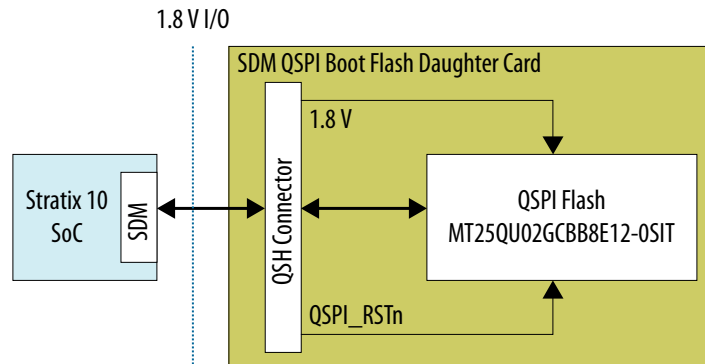 1.8 V I/O
SDM QSPI Boot Flash Daughter Card
1.8 V
Stratix 10
SoC
SDM
QSH Connector
QSPI Flash
MT25QU02GCBB8E12-0SIT
QSPI_RSTn